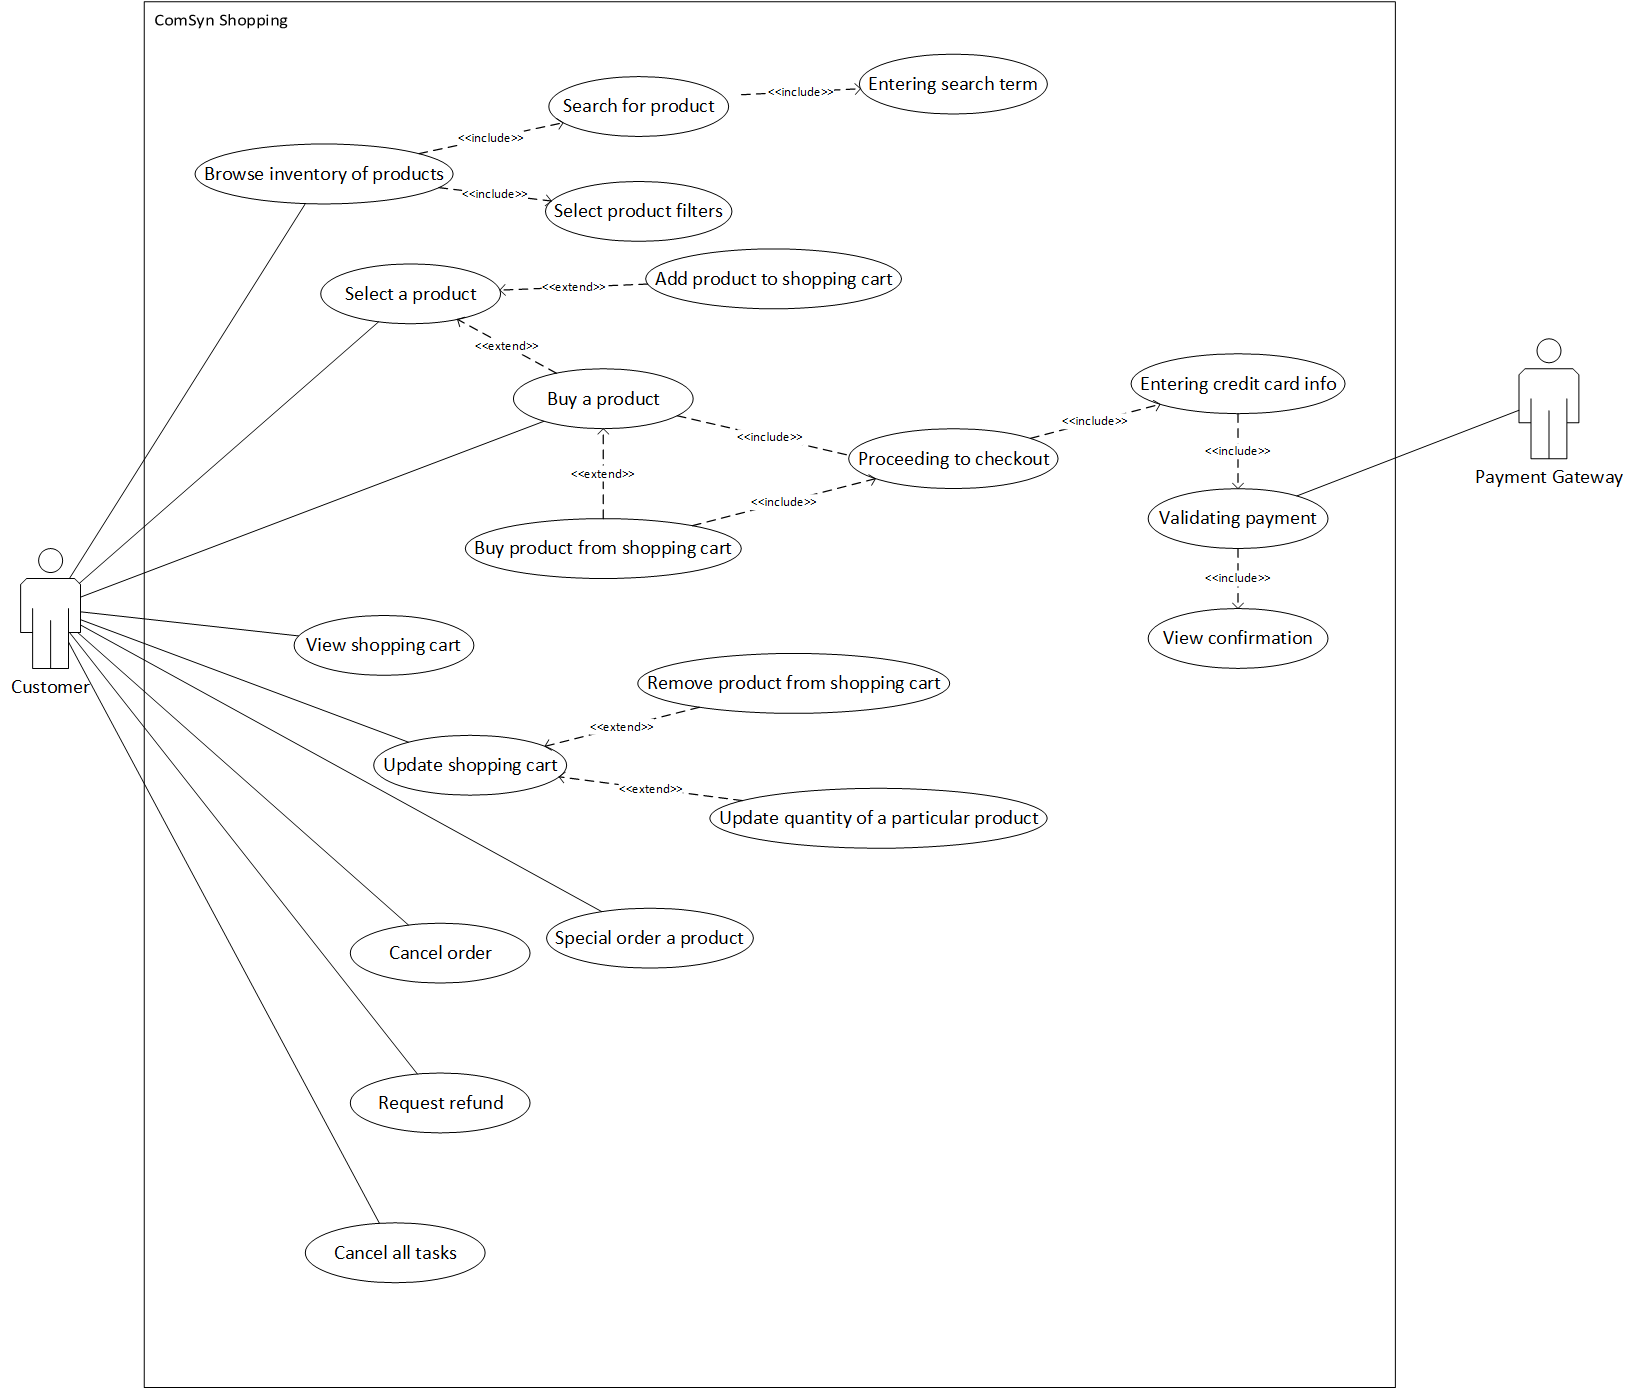 ComSyn Shopping
Entering search term
<<include>>
Search for product
<<include>>
Browse inventory of products
<<include>>
Select product filters
Add product to shopping cart
<<extend>>
Select a product
<<extend>>
Buy a product
Entering credit card info
<<include>>
<<include>>
<<include>>
Proceeding to checkout
<<extend>>
Payment Gateway
<<include>>
Validating payment
Buy product from shopping cart
<<include>>
View confirmation
View shopping cart
Customer
Remove product from shopping cart
<<extend>>
Update shopping cart
<<extend>>
Update quantity of a particular product
Special order a product
Cancel order
Request refund
Cancel all tasks